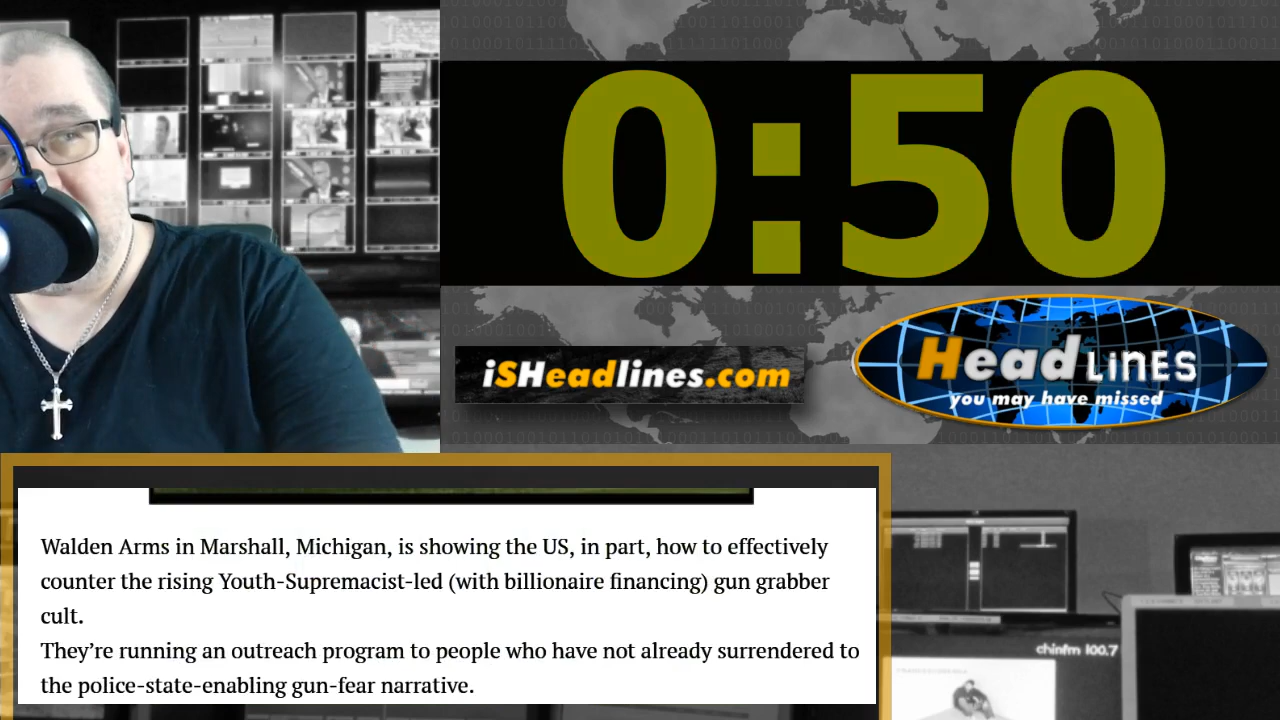 0:50
iSHeadlines.com
HeadLINES
you may have missed
Walden Arms in Marshall, Michigan, is showing the US, in part, how to effectively
counter the rising Youth-Supremacist-led (with billionaire financing) gun grabber
cult.
They’re running an outreach program to people who have not already surrendered to
the police-state-enabling gun-fear narrative.
chinfm 100.7